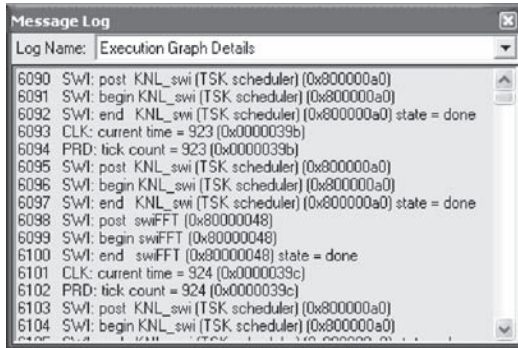 Message Log
Log Name: Execution Graph Details
6090 SWI: post KNL_swi (TSK scheduler) (0x800000a0)
6091 SWI: begin KNL_swi (TSK scheduler) (0x800000a0)
6092 SWI: end KNL_swi (TSK scheduler) (0x800000a0) state = done
6093 CLK: current time = 923 (0x0000039b)
6094 PRD: tick count = 923 (0x0000039b)
6095 SWI: post KNL_swi (TSK scheduler) (0x800000a0)
6096 SWI: begin KNL_swi (TSK scheduler) (0x800000a0)
6097 SWI: end KNL_swi (TSK scheduler) (0x800000a0) state = done
6098 SWI: post swiFFT (0x80000048)
6099 SWI: begin swiFFT (0x80000048)
6100 SWI: end swiFFT (0x80000048) state = done
6101 CLK: current time = 924 (0x0000039c)
6102 PRD: tick count = 924 (0x0000039c)
6103 SWI: post KNL_swi (TSK scheduler) (0x800000a0)
6104 SWI: begin KNL_swi (TSK scheduler) (0x800000a0)